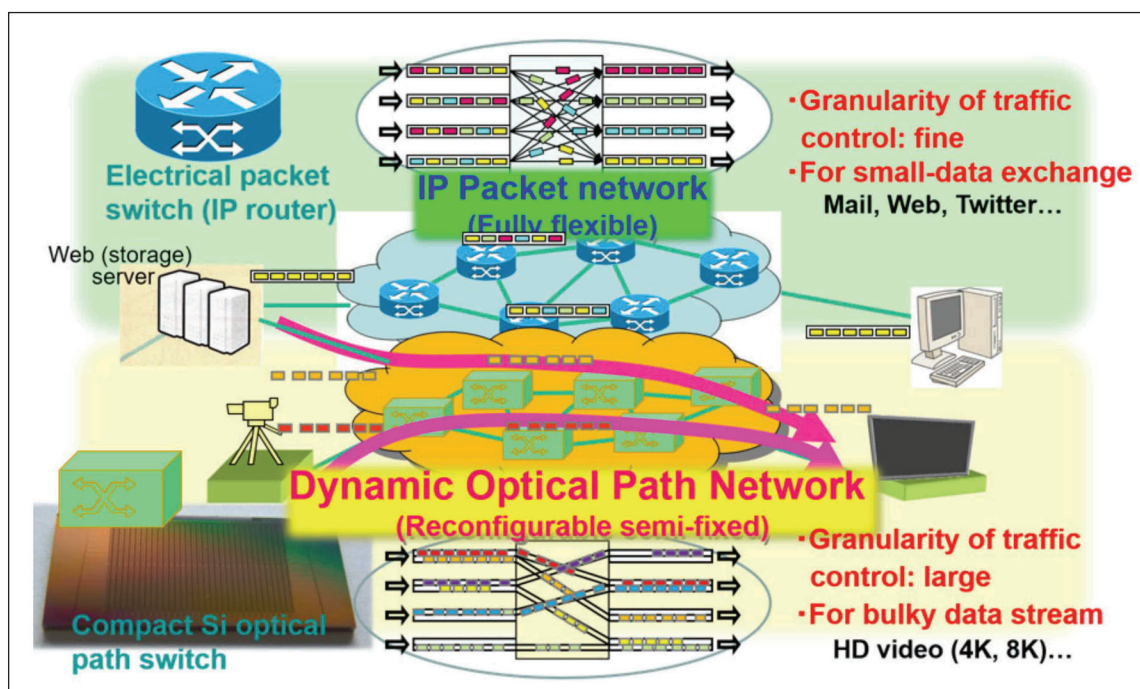 Electrical packet
switch (IP router)
IP Packet network
(Fully flexible)
・Granularity of traffic
control: fine
・For small-data exchange
Mail, Web, Twitter…
Web (storage)
server
Dynamic Optical Path Network
(Reconfigurable semi-fixed)
Compact Si optical
path switch
・Granularity of traffic
control: large
・For bulky data stream
HD video (4K, 8K)…